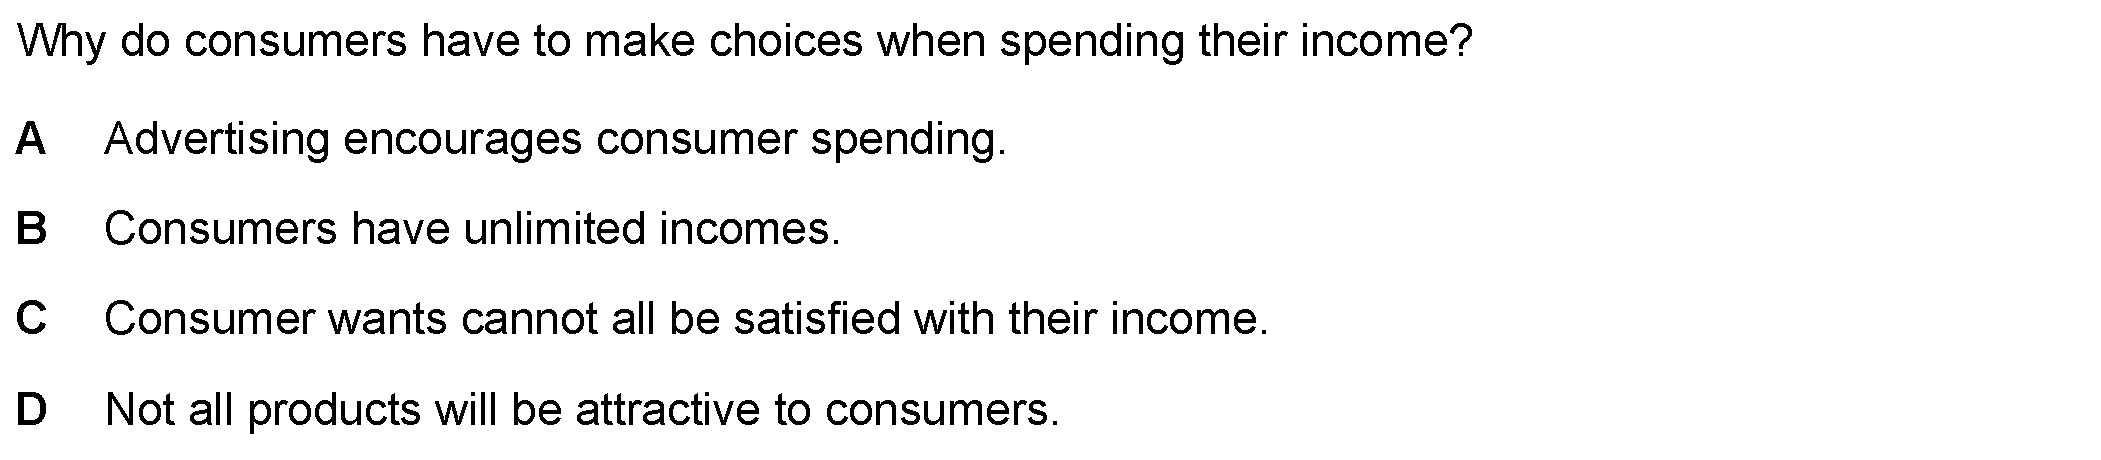 Why do consumers have to make choices when spending their income?
A Advertising encourages consumer spending.
B Consumers have unlimited incomes.
C Consumer wants cannot all be satisfied with their income.
D Not all products will be attractive to consumers.